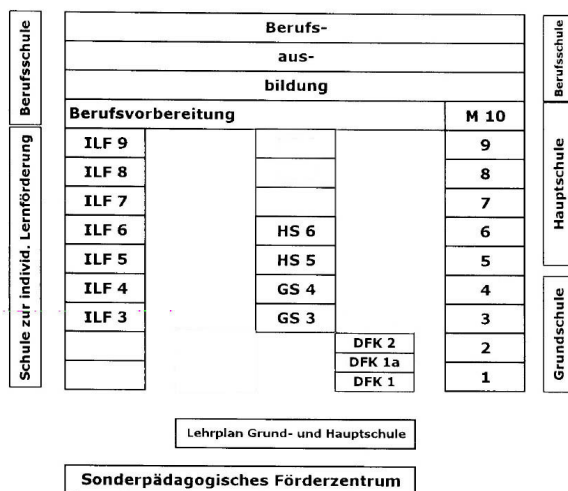 Berufsschule
Berufs-
aus-
bildung
Berufsschule
Berufsvorbereitung
M 10
Schule zur individ. Lernförderung
ILF 9
9
Hauptschule
ILF 8
8
ILF 7
7
ILF 6
HS 6
6
ILF 5
HS 5
5
ILF 4
GS 4
4
Grundschule
ILF 3
GS 3
3
DFK 2
2
DFK 1a
DFK 1
1
Lehrplan Grund- und Hauptschule
Sonderpädagogisches Förderzentrum